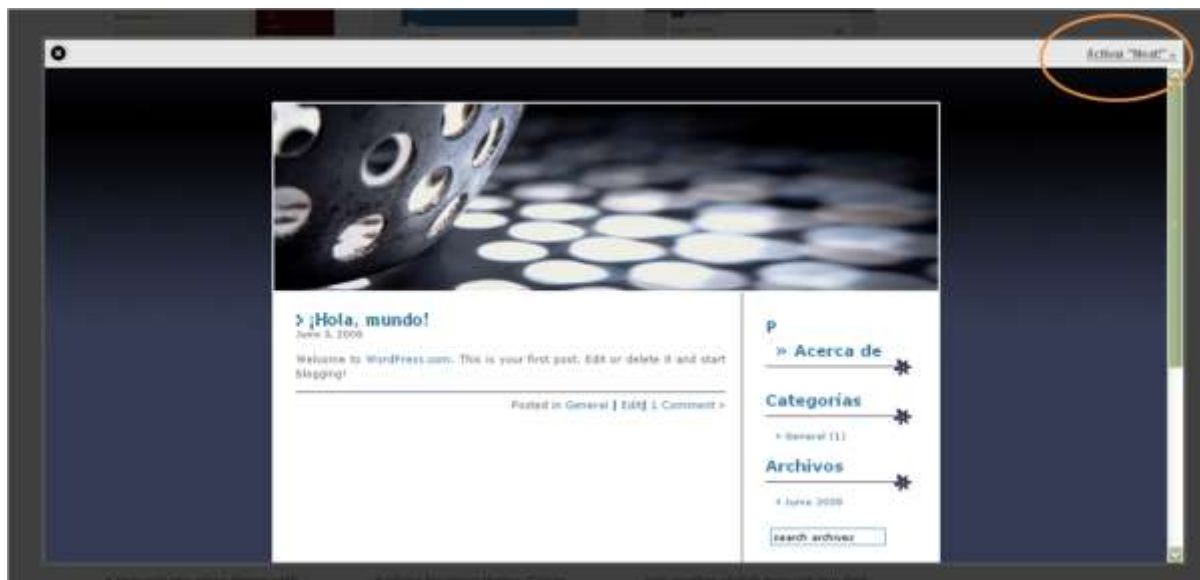 Activar "Neat!" »
¡Hola, mundo!
June 3, 2008
Welcome to WordPress.com. This is your first post. Edit or delete it and start
blogging!
Posted in General | Edit| 1 Comment »
P
» Acerca de
Categorías
General (1)
Archivos
June 2008
search archives